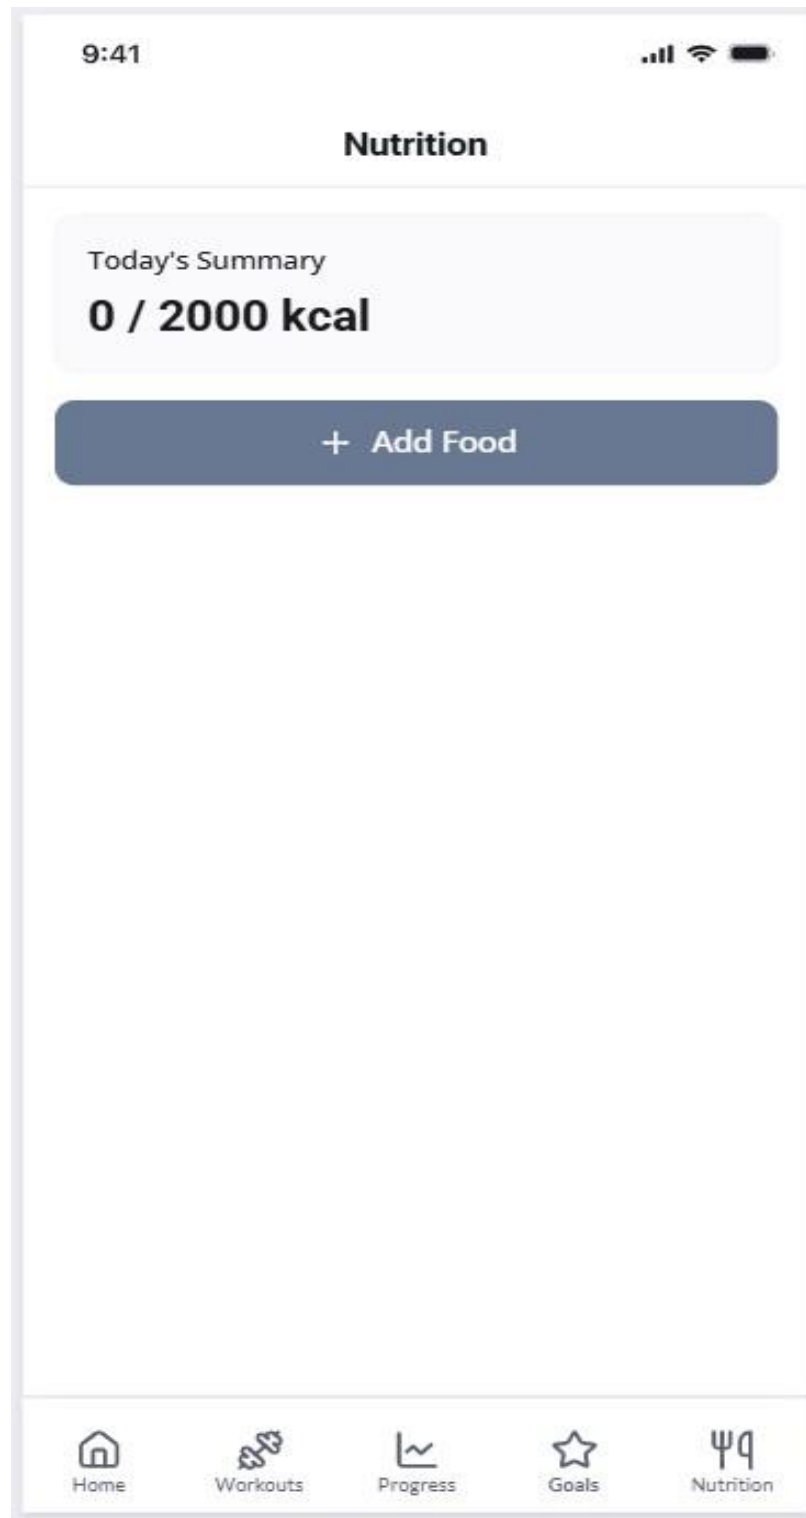 9:41
Nutrition
Today's Summary
0 / 2000 kcal
+ Add Food
Home Workouts Progress Goals Nutrition